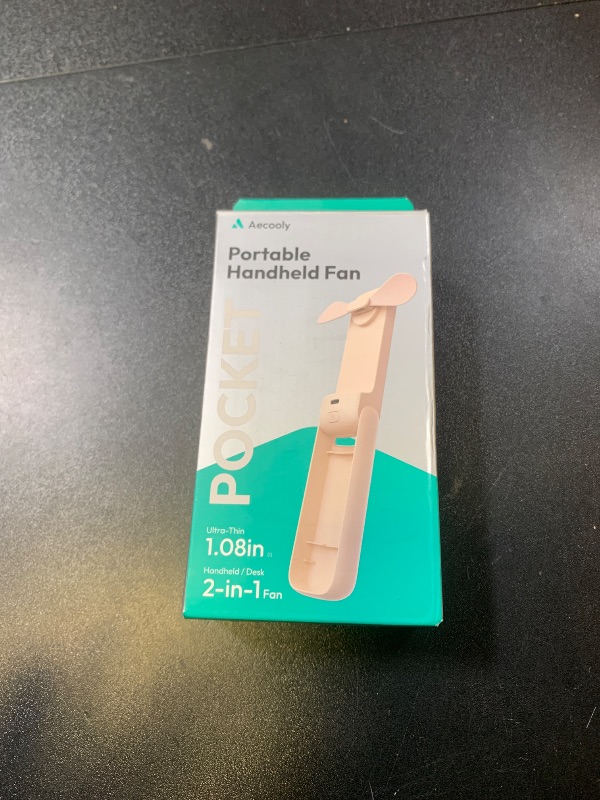 Aecooly
Portable
Handheld Fan
POCKET
Ultra-Thin
1.08in
Handheld / Desk
2-in-1 Fan